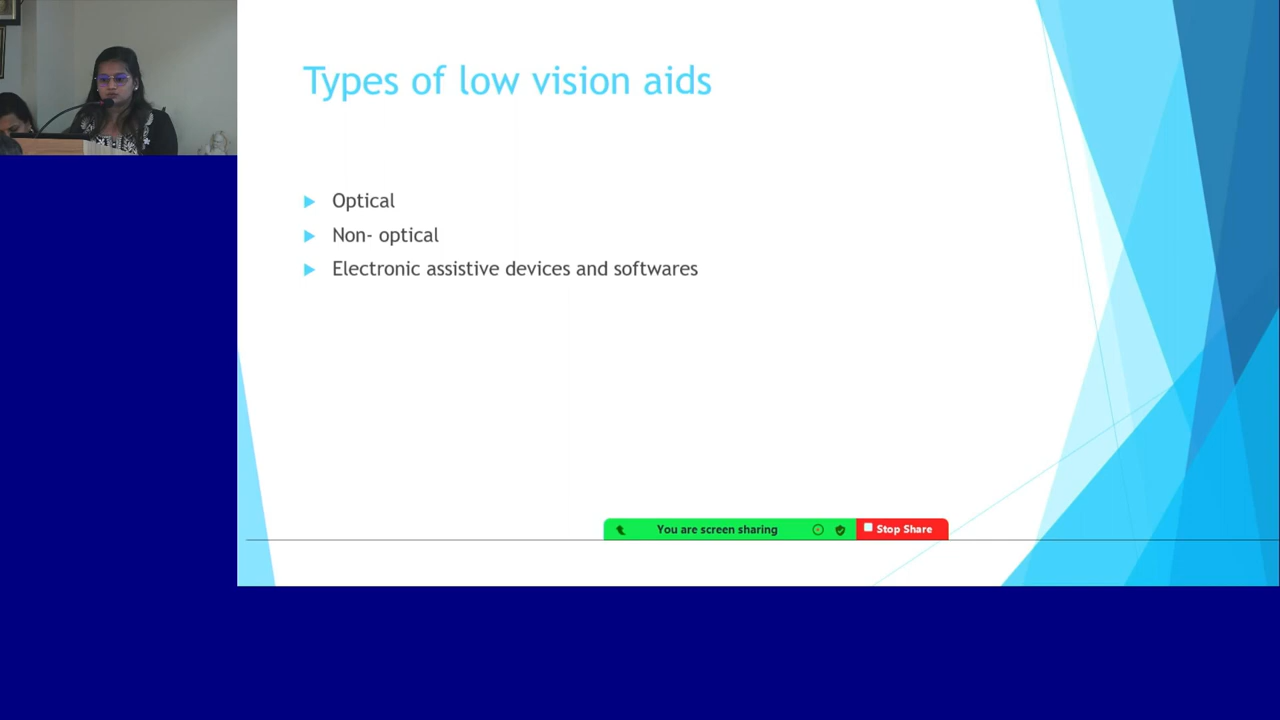 Types of low vision aids
Optical
Non- optical
Electronic assistive devices and softwares
You are screen sharing
Stop Share